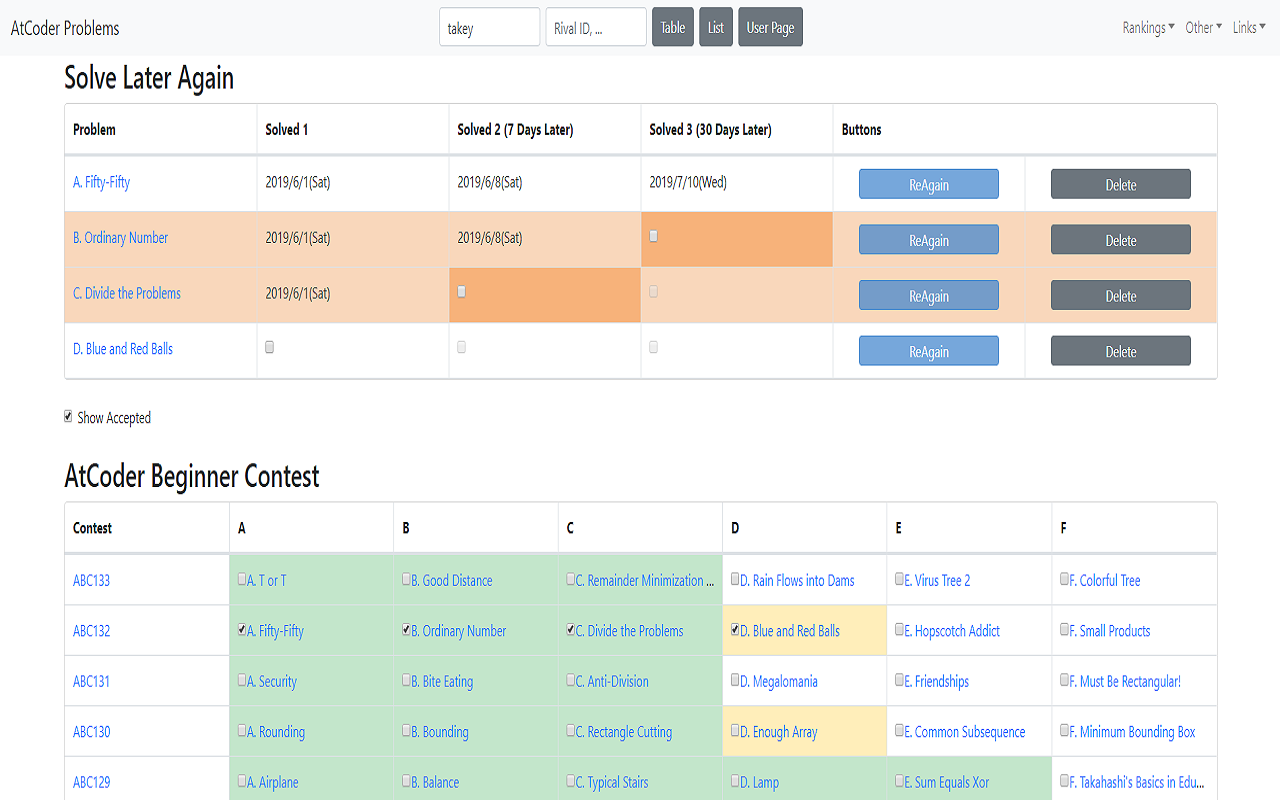 AtCoder Problems takey Rival ID, ... Table List User Page Rankings Other Links
Solve Later Again
Problem Solved 1 Solved 2 (7 Days Later) Solved 3 (30 Days Later) Buttons
A. Fifty-Fifty 2019/6/1(Sat) 2019/6/8(Sat) 2019/7/10(Wed) ReAgain Delete
B. Ordinary Number 2019/6/1(Sat) 2019/6/8(Sat) ReAgain Delete
C. Divide the Problems 2019/6/1(Sat) ReAgain Delete
D. Blue and Red Balls ReAgain Delete
Show Accepted
AtCoder Beginner Contest
Contest A B C D E F
ABC133 A. T or T B. Good Distance C. Remainder Minimization ... D. Rain Flows into Dams E. Virus Tree 2 F. Colorful Tree
ABC132 A. Fifty-Fifty B. Ordinary Number C. Divide the Problems D. Blue and Red Balls E. Hopscotch Addict F. Small Products
ABC131 A. Security B. Bite Eating C. Anti-Division D. Megalomania E. Friendships F. Must Be Rectangular!
ABC130 A. Rounding B. Bounding C. Rectangle Cutting D. Enough Array E. Common Subsequence F. Minimum Bounding Box
ABC129 A. Airplane B. Balance C. Typical Stairs D. Lamp E. Sum Equals Xor F. Takahashi's Basics in Edu...